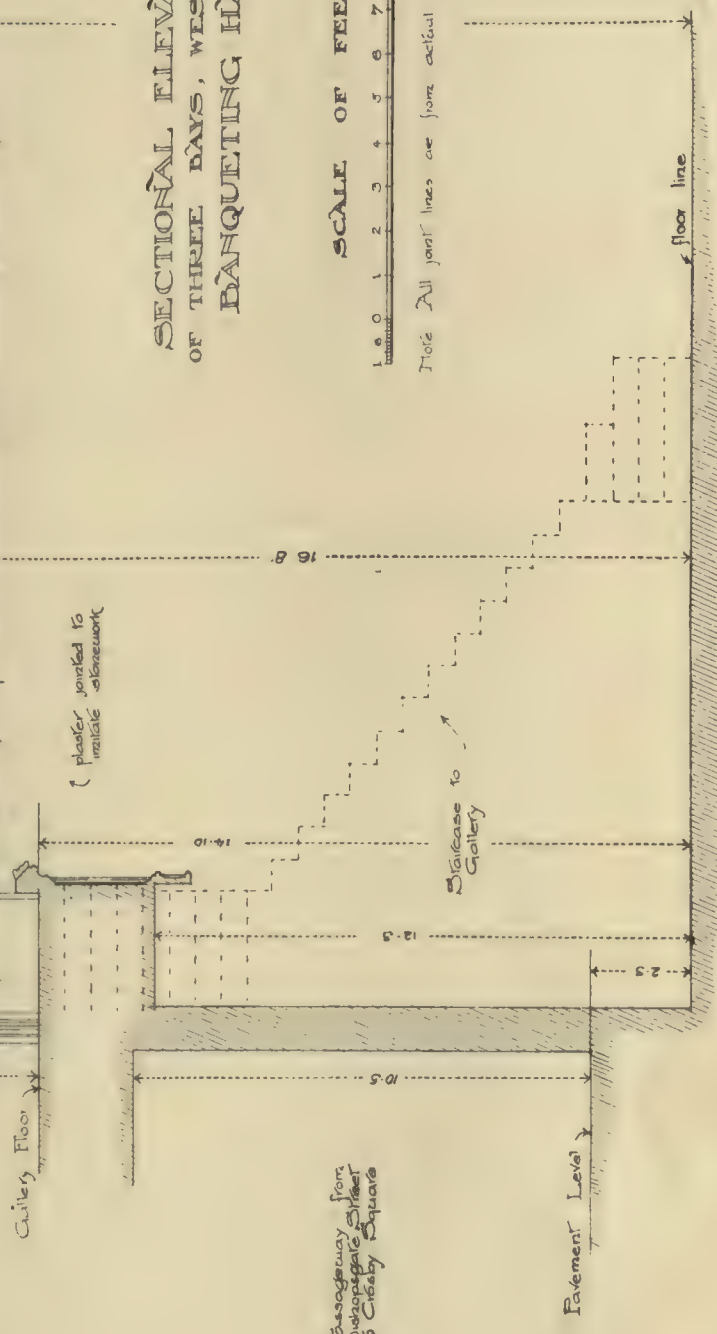 Gallery Floor
plaster jointed to
imitate stonework
SECTIONAL ELEVA
OF THREE BAYS, WES
BANQUETING HA
14·10
SCALE OF FEE
16 8"
Passageway from
Bishopsgate Street
to Crosby Square
10·5
12·3
1 6 0 1 2 3 4 5 6 7
Note All joint lines are from actual
Staircase to
Gallery
Pavement Level
2·3
floor line